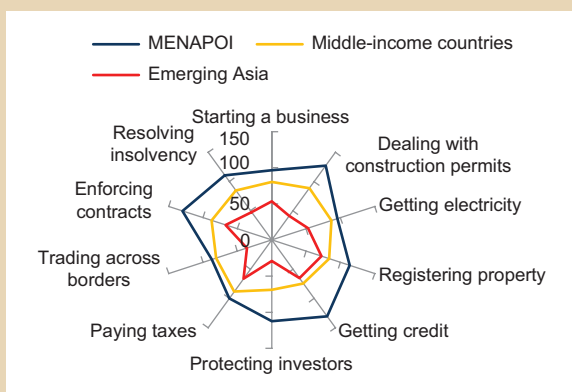 MENAPOI
Middle-income countries
Emerging Asia
Starting a business
150
100
50
0
Dealing with
construction permits
Getting electricity
Registering property
Getting credit
Protecting investors
Paying taxes
Trading across
borders
Enforcing
contracts
Resolving
insolvency